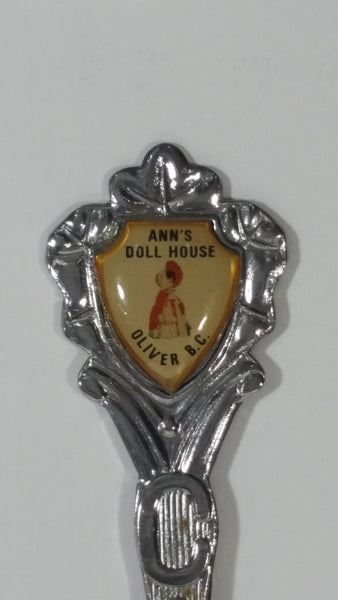 ANN'S
DOLL HOUSE
OLIVER B.C.
C